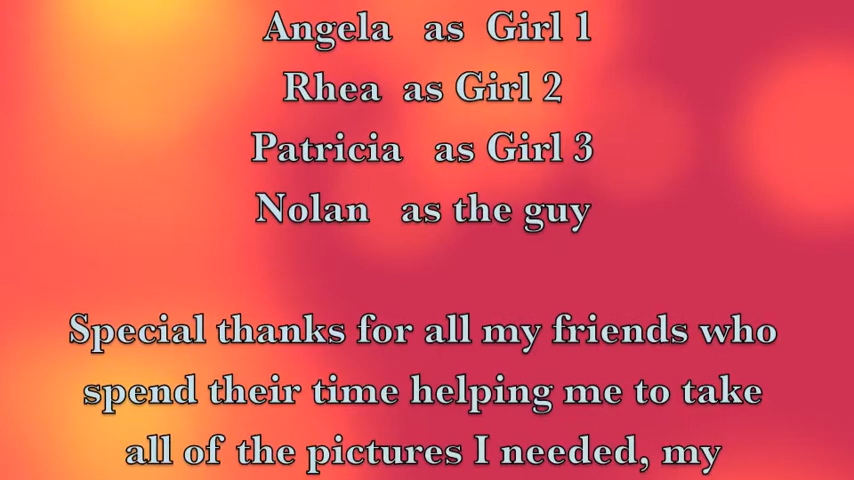 Angela as Girl 1
Rhea as Girl 2
Patricia as Girl 3
Nolan as the guy
Special thanks for all my friends who
spend their time helping me to take
all of the pictures I needed, my